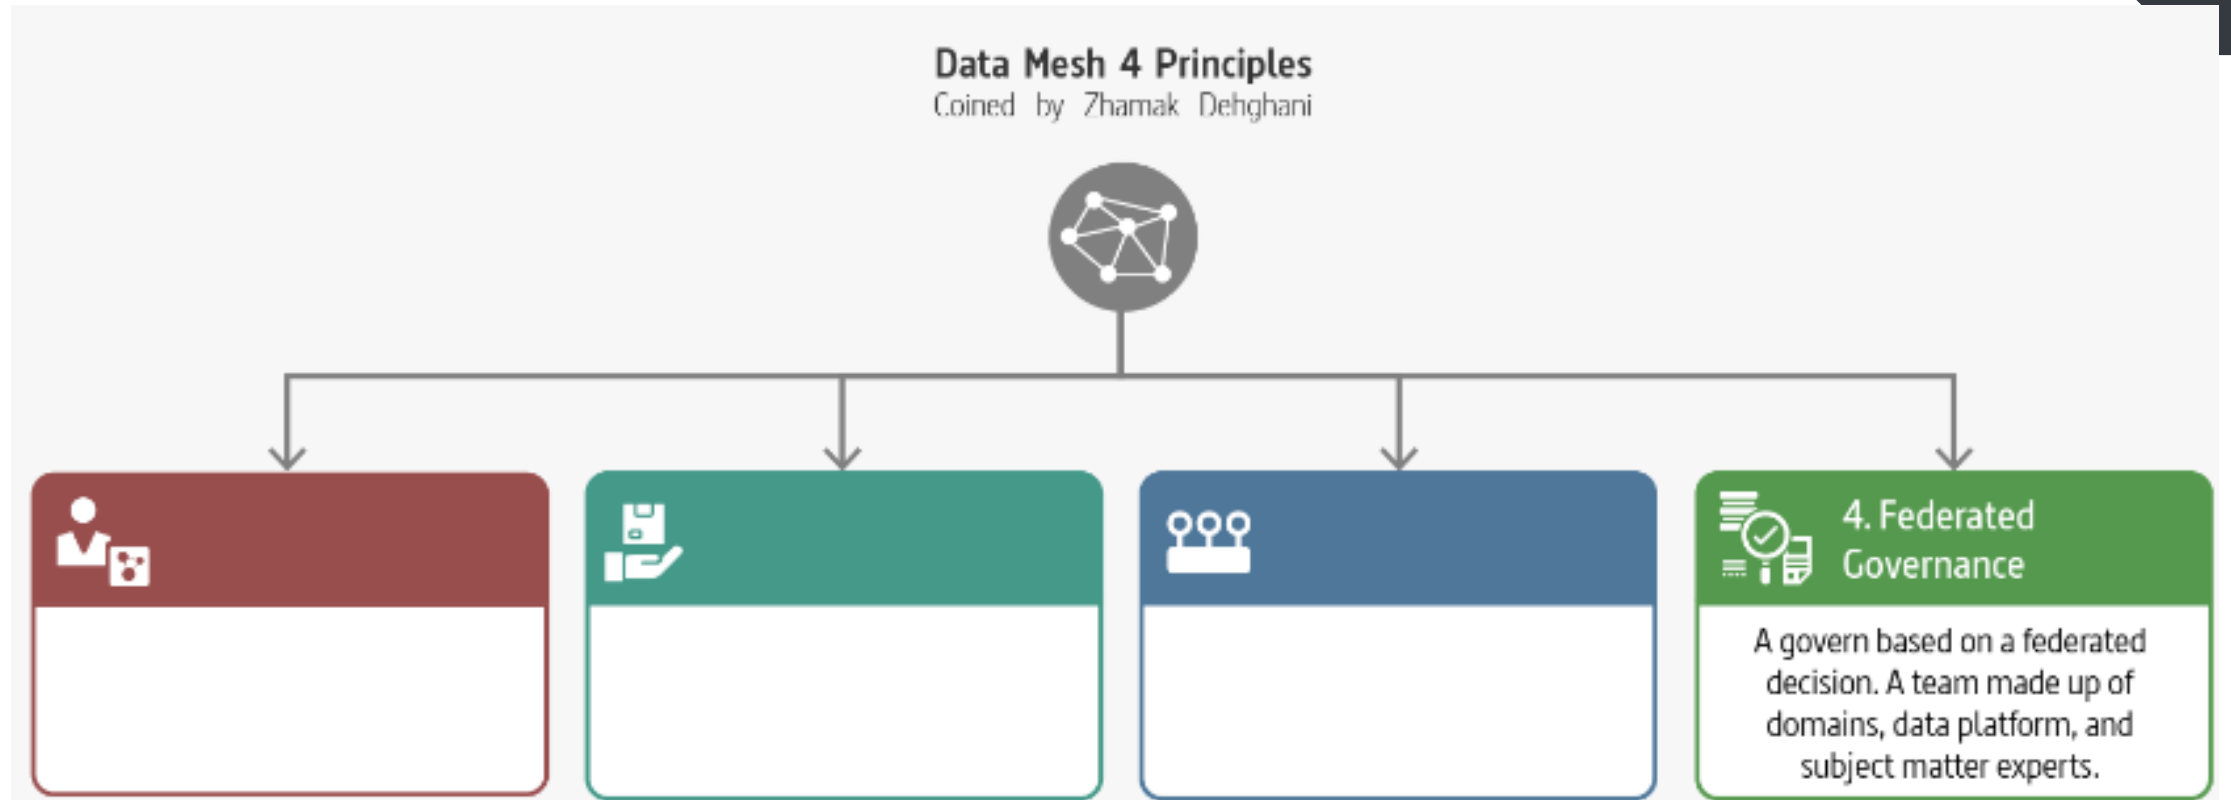 Data Mesh 4 Principles
Coined by Zhamak Dehghani
4. Federated
Governance
A govern based on a federated
decision. A team made up of
domains, data platform, and
subject matter experts.